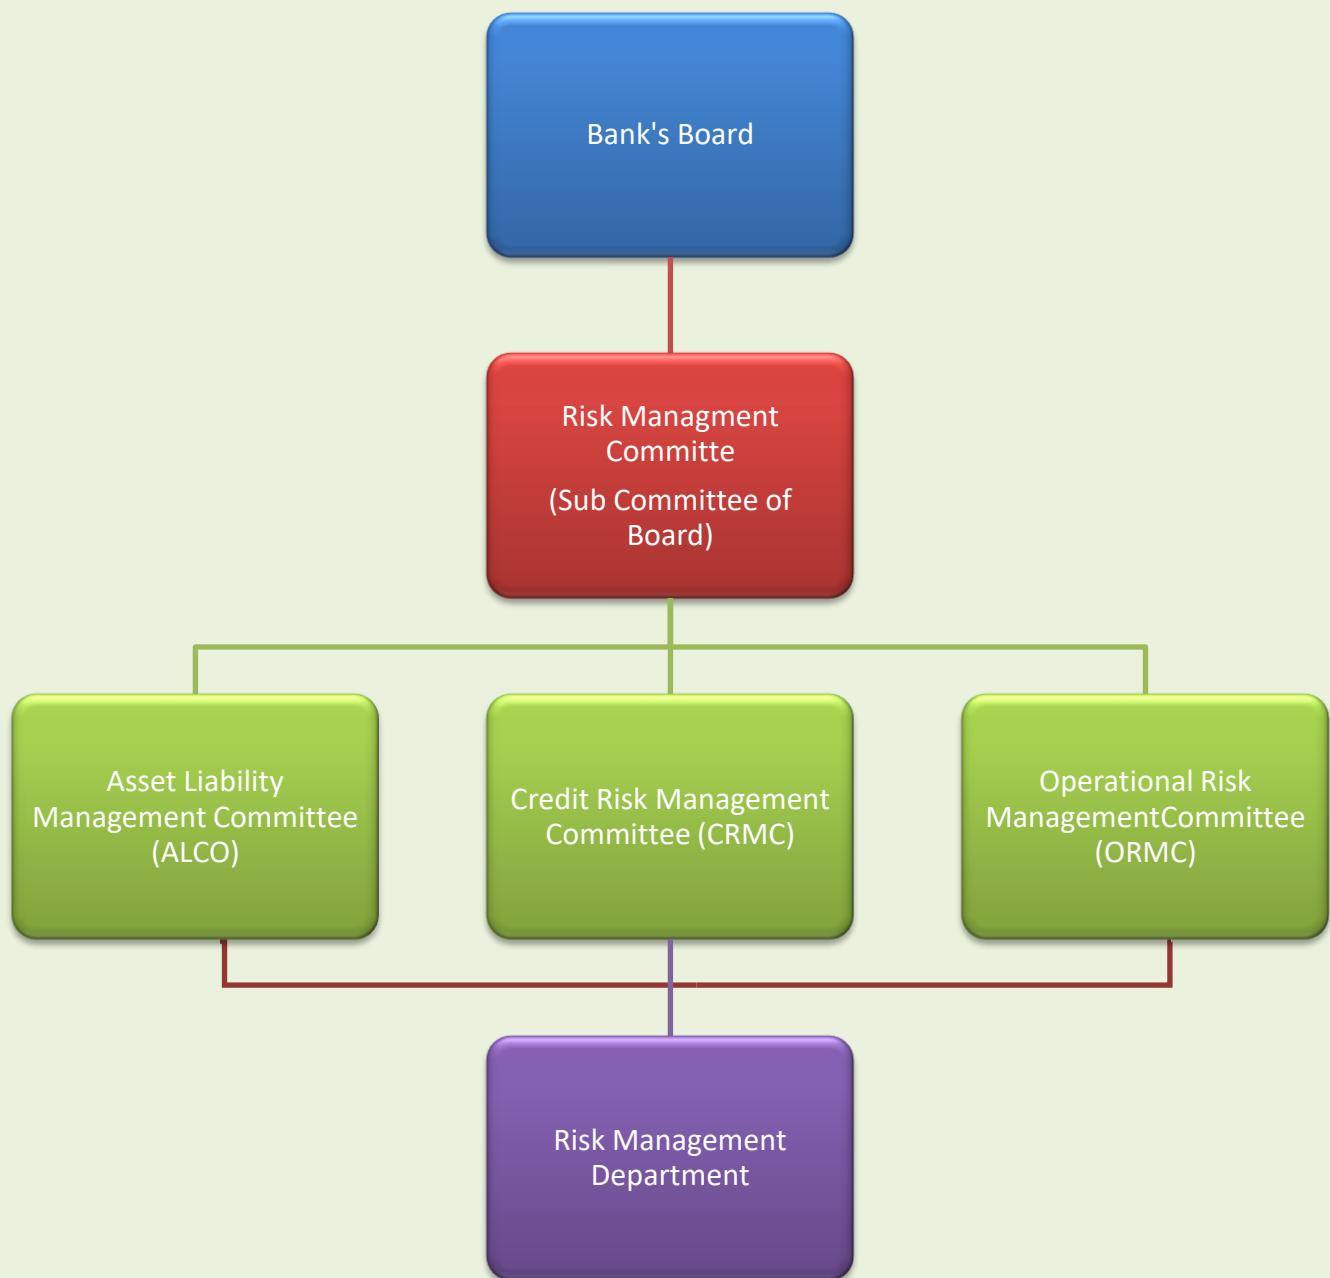 Bank's Board
Risk Managment
Committe
(Sub Committee of
Board)
Asset Liability
Management Committee
(ALCO)
Credit Risk Management
Committee (CRMC)
Operational Risk
ManagementCommittee
(ORMC)
Risk Management
Department